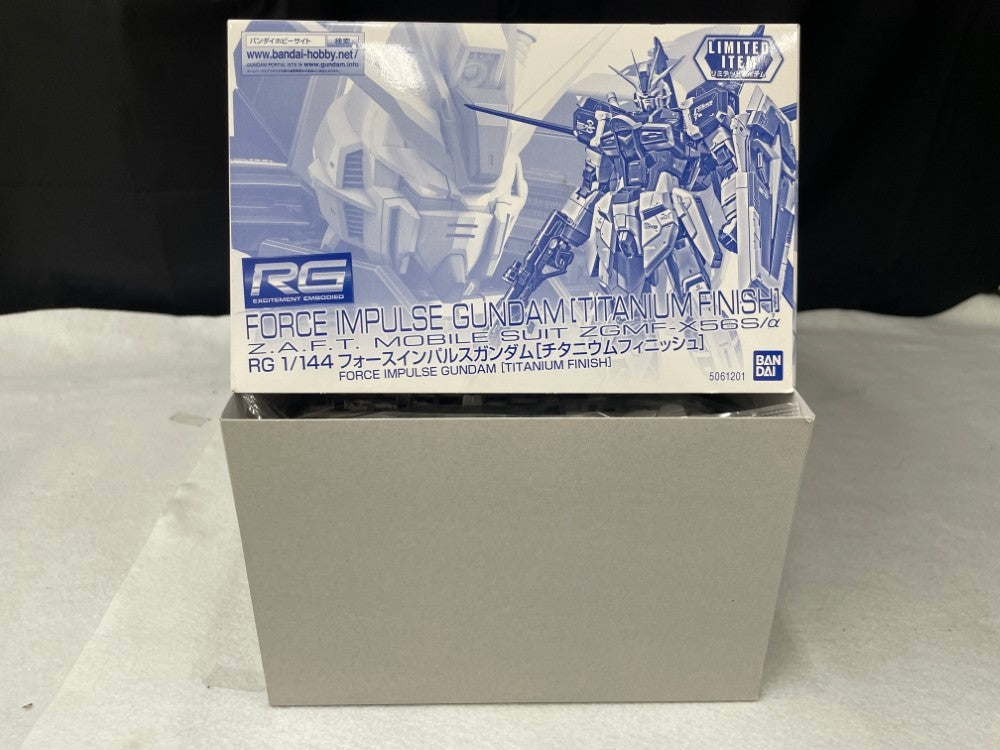 バンダイホビーサイト 検索
www.bandai-hobby.net/
GUNDAM PORTAL SITE www.gundam.info
LIMITED
ITEM
リミテッドアイテム
RG
EXCITEMENT EMBODIED
FORCE IMPULSE GUNDAM [TITANIUM FINISH]
Z.A.F.T. MOBILE SUIT ZGMF-X56S/α
RG 1/144 フォースインパルスガンダム[チタニウムフィニッシュ]
FORCE IMPULSE GUNDAM [TITANIUM FINISH]
5061201
BAN
DAI